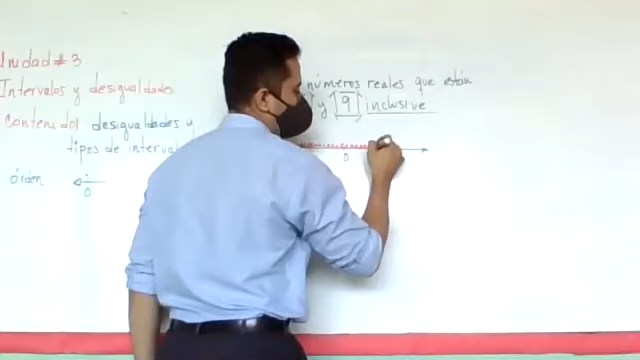 Unidad #3
Intervalos y desigualdades
Contenido: desigualdades y
tipos de interval
orden
0
números reales que están
y [9] inclusive
0